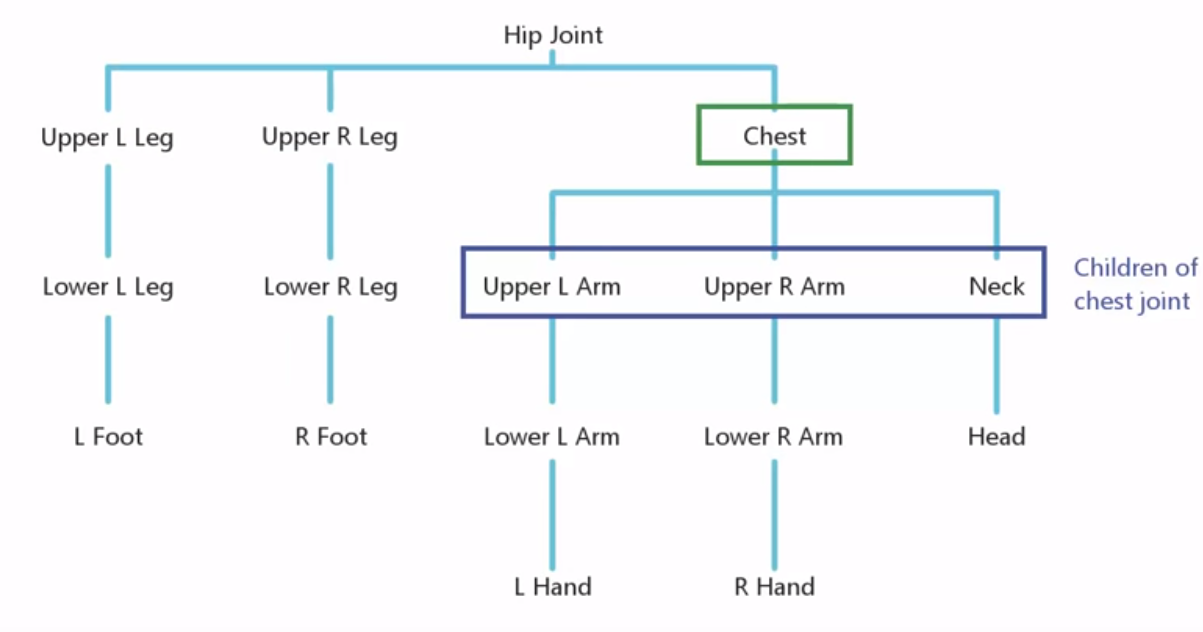 Hip Joint
Upper L Leg
Upper R Leg
Chest
Lower L Leg
Lower R Leg
Upper L Arm
Upper R Arm
Neck
Children of
chest joint
L Foot
R Foot
Lower L Arm
Lower R Arm
Head
L Hand
R Hand